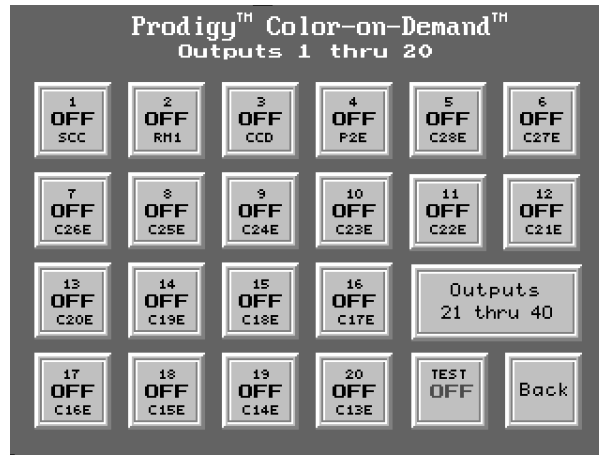 Prodigy™ Color-on-Demand™
Outputs 1 thru 20
1 2 3 4 5 6
OFF OFF OFF OFF OFF OFF
SCC RM1 CCD P2E C28E C27E
7 8 9 10 11 12
OFF OFF OFF OFF OFF OFF
C26E C25E C24E C23E C22E C21E
13 14 15 16
OFF OFF OFF OFF
C20E C19E C18E C17E
Outputs
21 thru 40
17 18 19 20 TEST
OFF OFF OFF OFF OFF
C16E C15E C14E C13E
Back